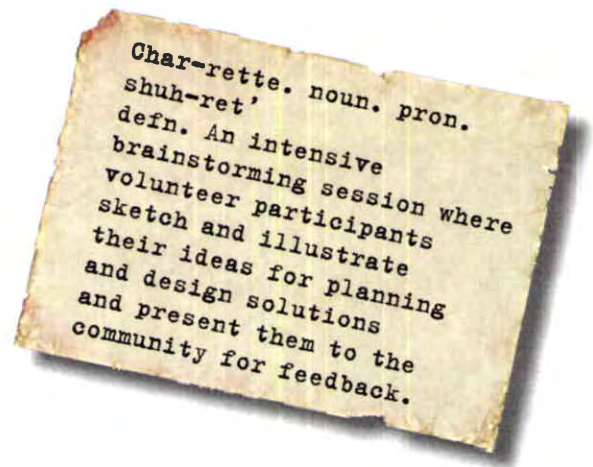 Char-rette. noun. pron.
shuh-ret'
defn. An intensive
brainstorming session where
volunteer participants
sketch and illustrate
their ideas for planning
and design solutions
and present them to the
community for feedback.